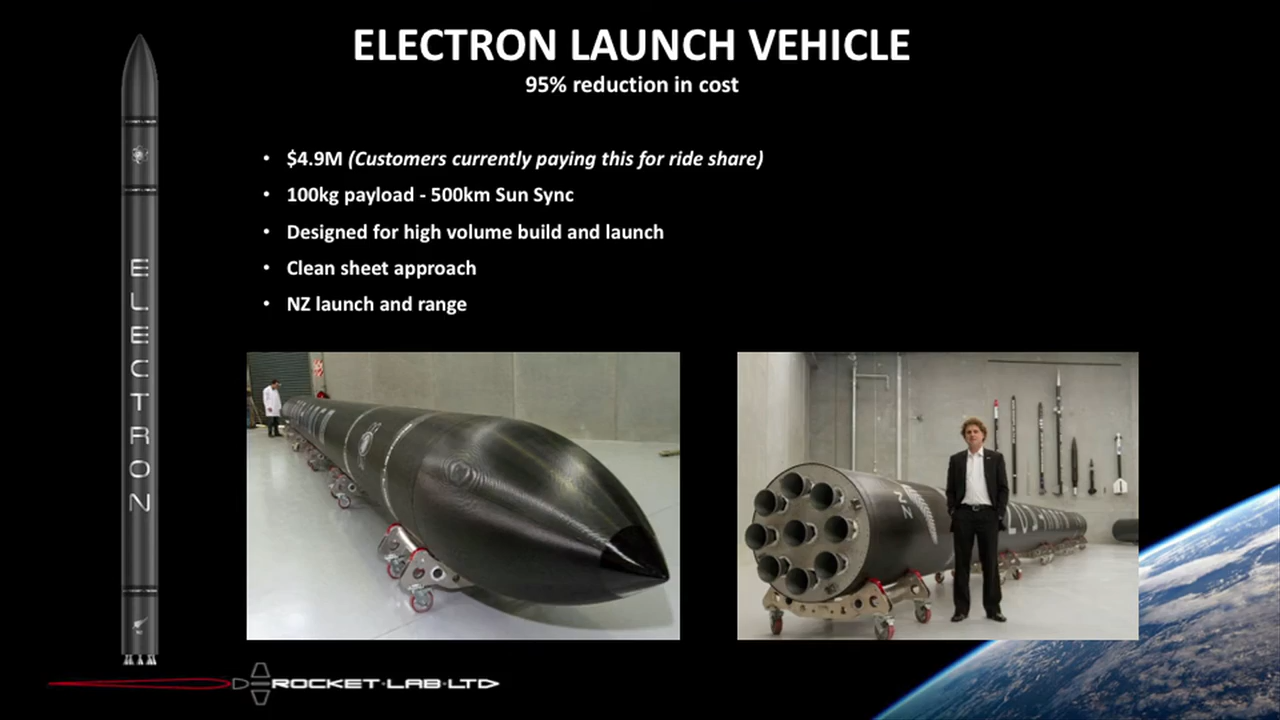 ELECTRON LAUNCH VEHICLE
95% reduction in cost
• $4.9M (Customers currently paying this for ride share)
• 100kg payload - 500km Sun Sync
• Designed for high volume build and launch
• Clean sheet approach
• NZ launch and range
ELECTRON
NZ
ROCKET·LAB·LTD